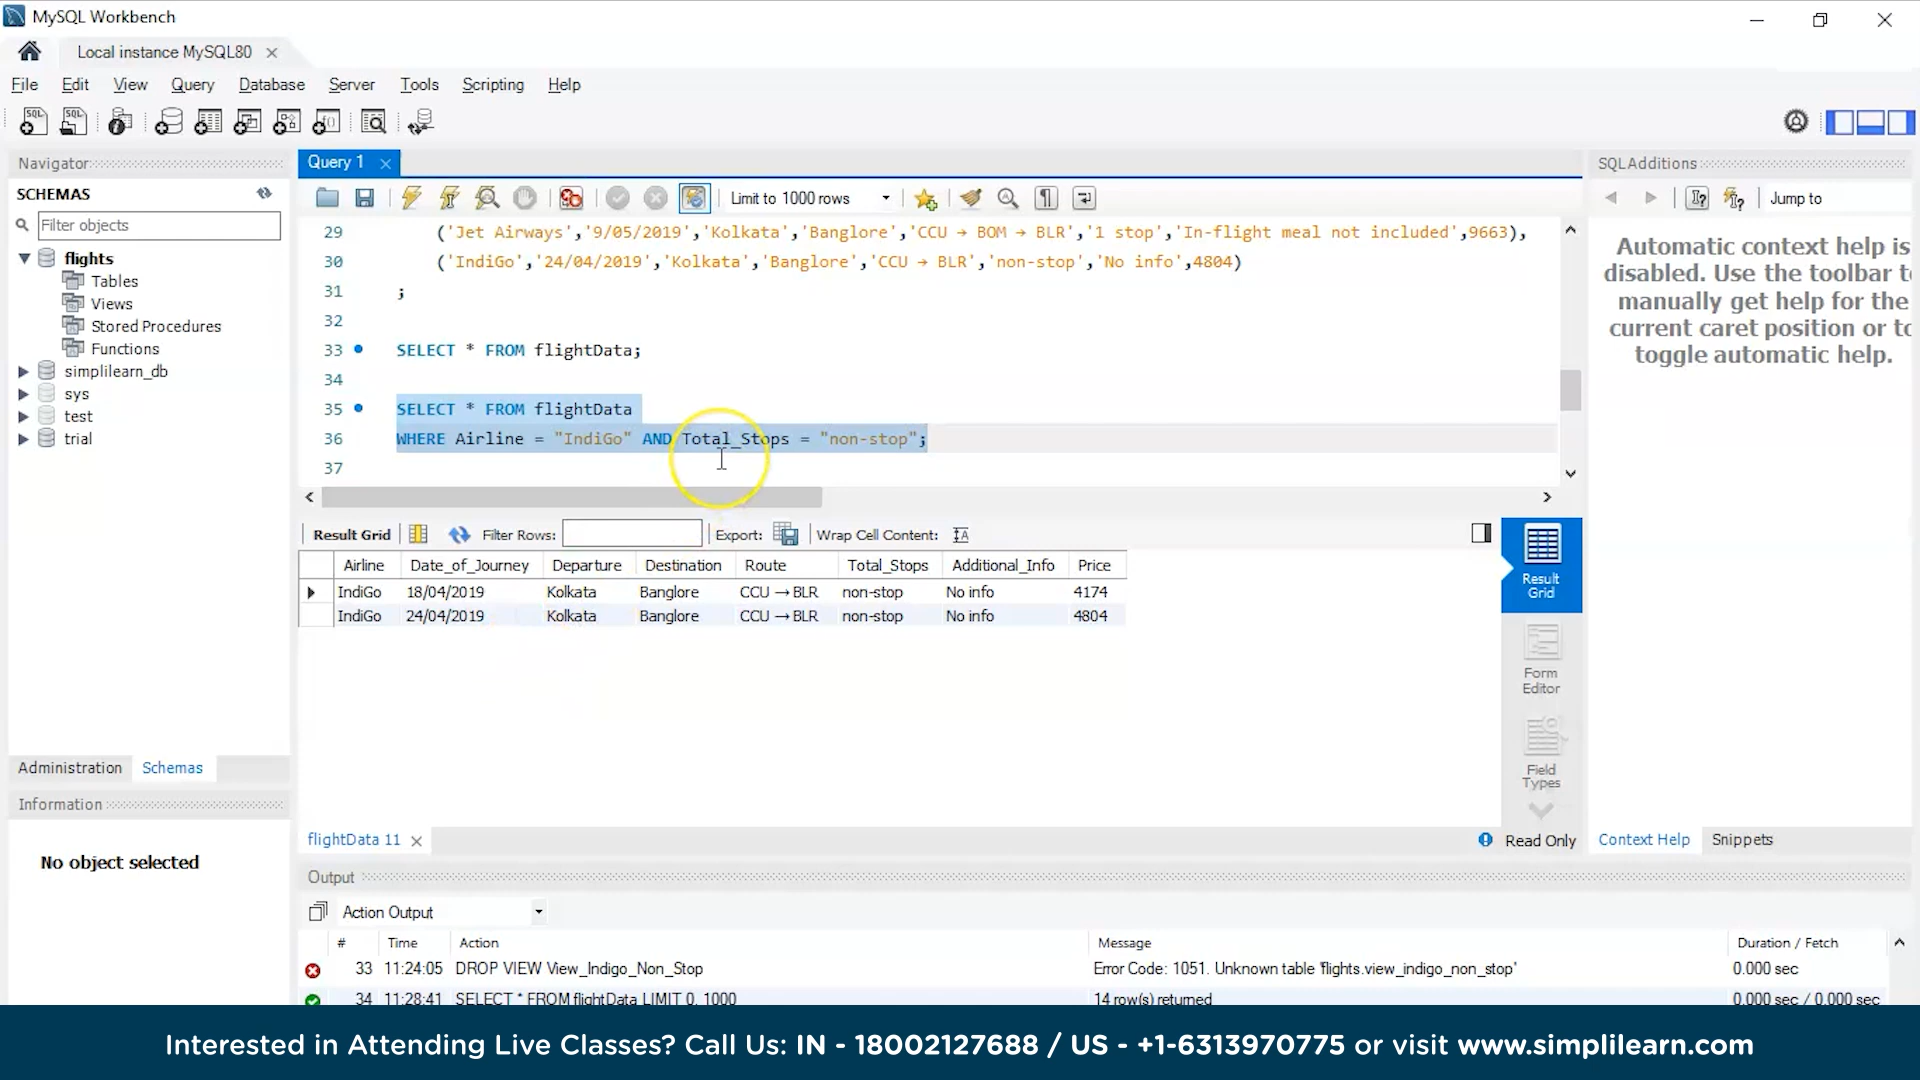 MySQL Workbench
Local instance MySQL80
File Edit View Query Database Server Tools Scripting Help
Navigator
SCHEMAS
Filter objects
flights
Tables
Views
Stored Procedures
Functions
simplilearn_db
sys
test
trial
Administration Schemas
Information
No object selected
Query 1
Limit to 1000 rows
29 ('Jet Airways','9/05/2019','Kolkata','Banglore','CCU → BOM → BLR','1 stop','In-flight meal not included',9663),
30 ('IndiGo','24/04/2019','Kolkata','Banglore','CCU → BLR','non-stop','No info',4804)
31 ;
32
33 SELECT * FROM flightData;
34
35 SELECT * FROM flightData
36 WHERE Airline = "IndiGo" AND Total_Stops = "non-stop";
37
Result Grid Filter Rows: Export: Wrap Cell Content:
Airline Date_of_Journey Departure Destination Route Total_Stops Additional_Info Price
IndiGo 18/04/2019 Kolkata Banglore CCU → BLR non-stop No info 4174
IndiGo 24/04/2019 Kolkata Banglore CCU → BLR non-stop No info 4804
Result
Grid
Form
Editor
Field
Types
flightData 11
Read Only
SQLAdditions
Jump to
Automatic context help is
disabled. Use the toolbar to
manually get help for the
current caret position or to
toggle automatic help.
Context Help Snippets
Output
Action Output
# Time Action Message Duration / Fetch
33 11:24:05 DROP VIEW View_Indigo_Non_Stop Error Code: 1051. Unknown table 'flights.view_indigo_non_stop' 0.000 sec
34 11:28:41 SELECT * FROM flightData LIMIT 0, 1000 14 row(s) returned 0.000 sec / 0.000 sec
Interested in Attending Live Classes? Call Us: IN - 18002127688 / US - +1-6313970775 or visit www.simplilearn.com